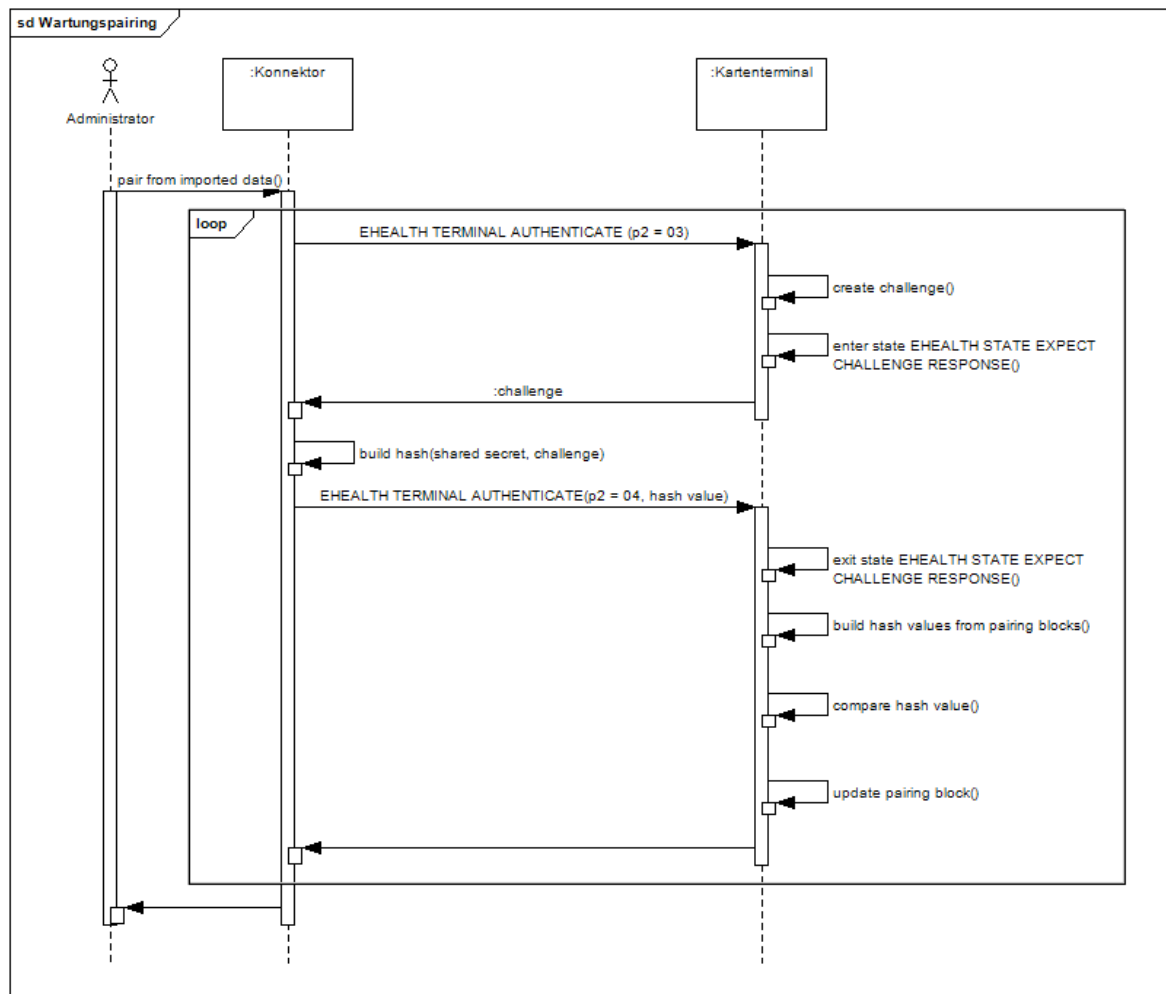 sd Wartungspairing
:Konnektor
:Kartenterminal
Administrator
pair from imported data()
loop
EHEALTH TERMINAL AUTHENTICATE (p2 = 03)
create challenge()
enter state EHEALTH STATE EXPECT
CHALLENGE RESPONSE()
:challenge
build hash(shared secret, challenge)
EHEALTH TERMINAL AUTHENTICATE(p2 = 04, hash value)
exit state EHEALTH STATE EXPECT
CHALLENGE RESPONSE()
build hash values from pairing blocks()
compare hash value()
update pairing block()